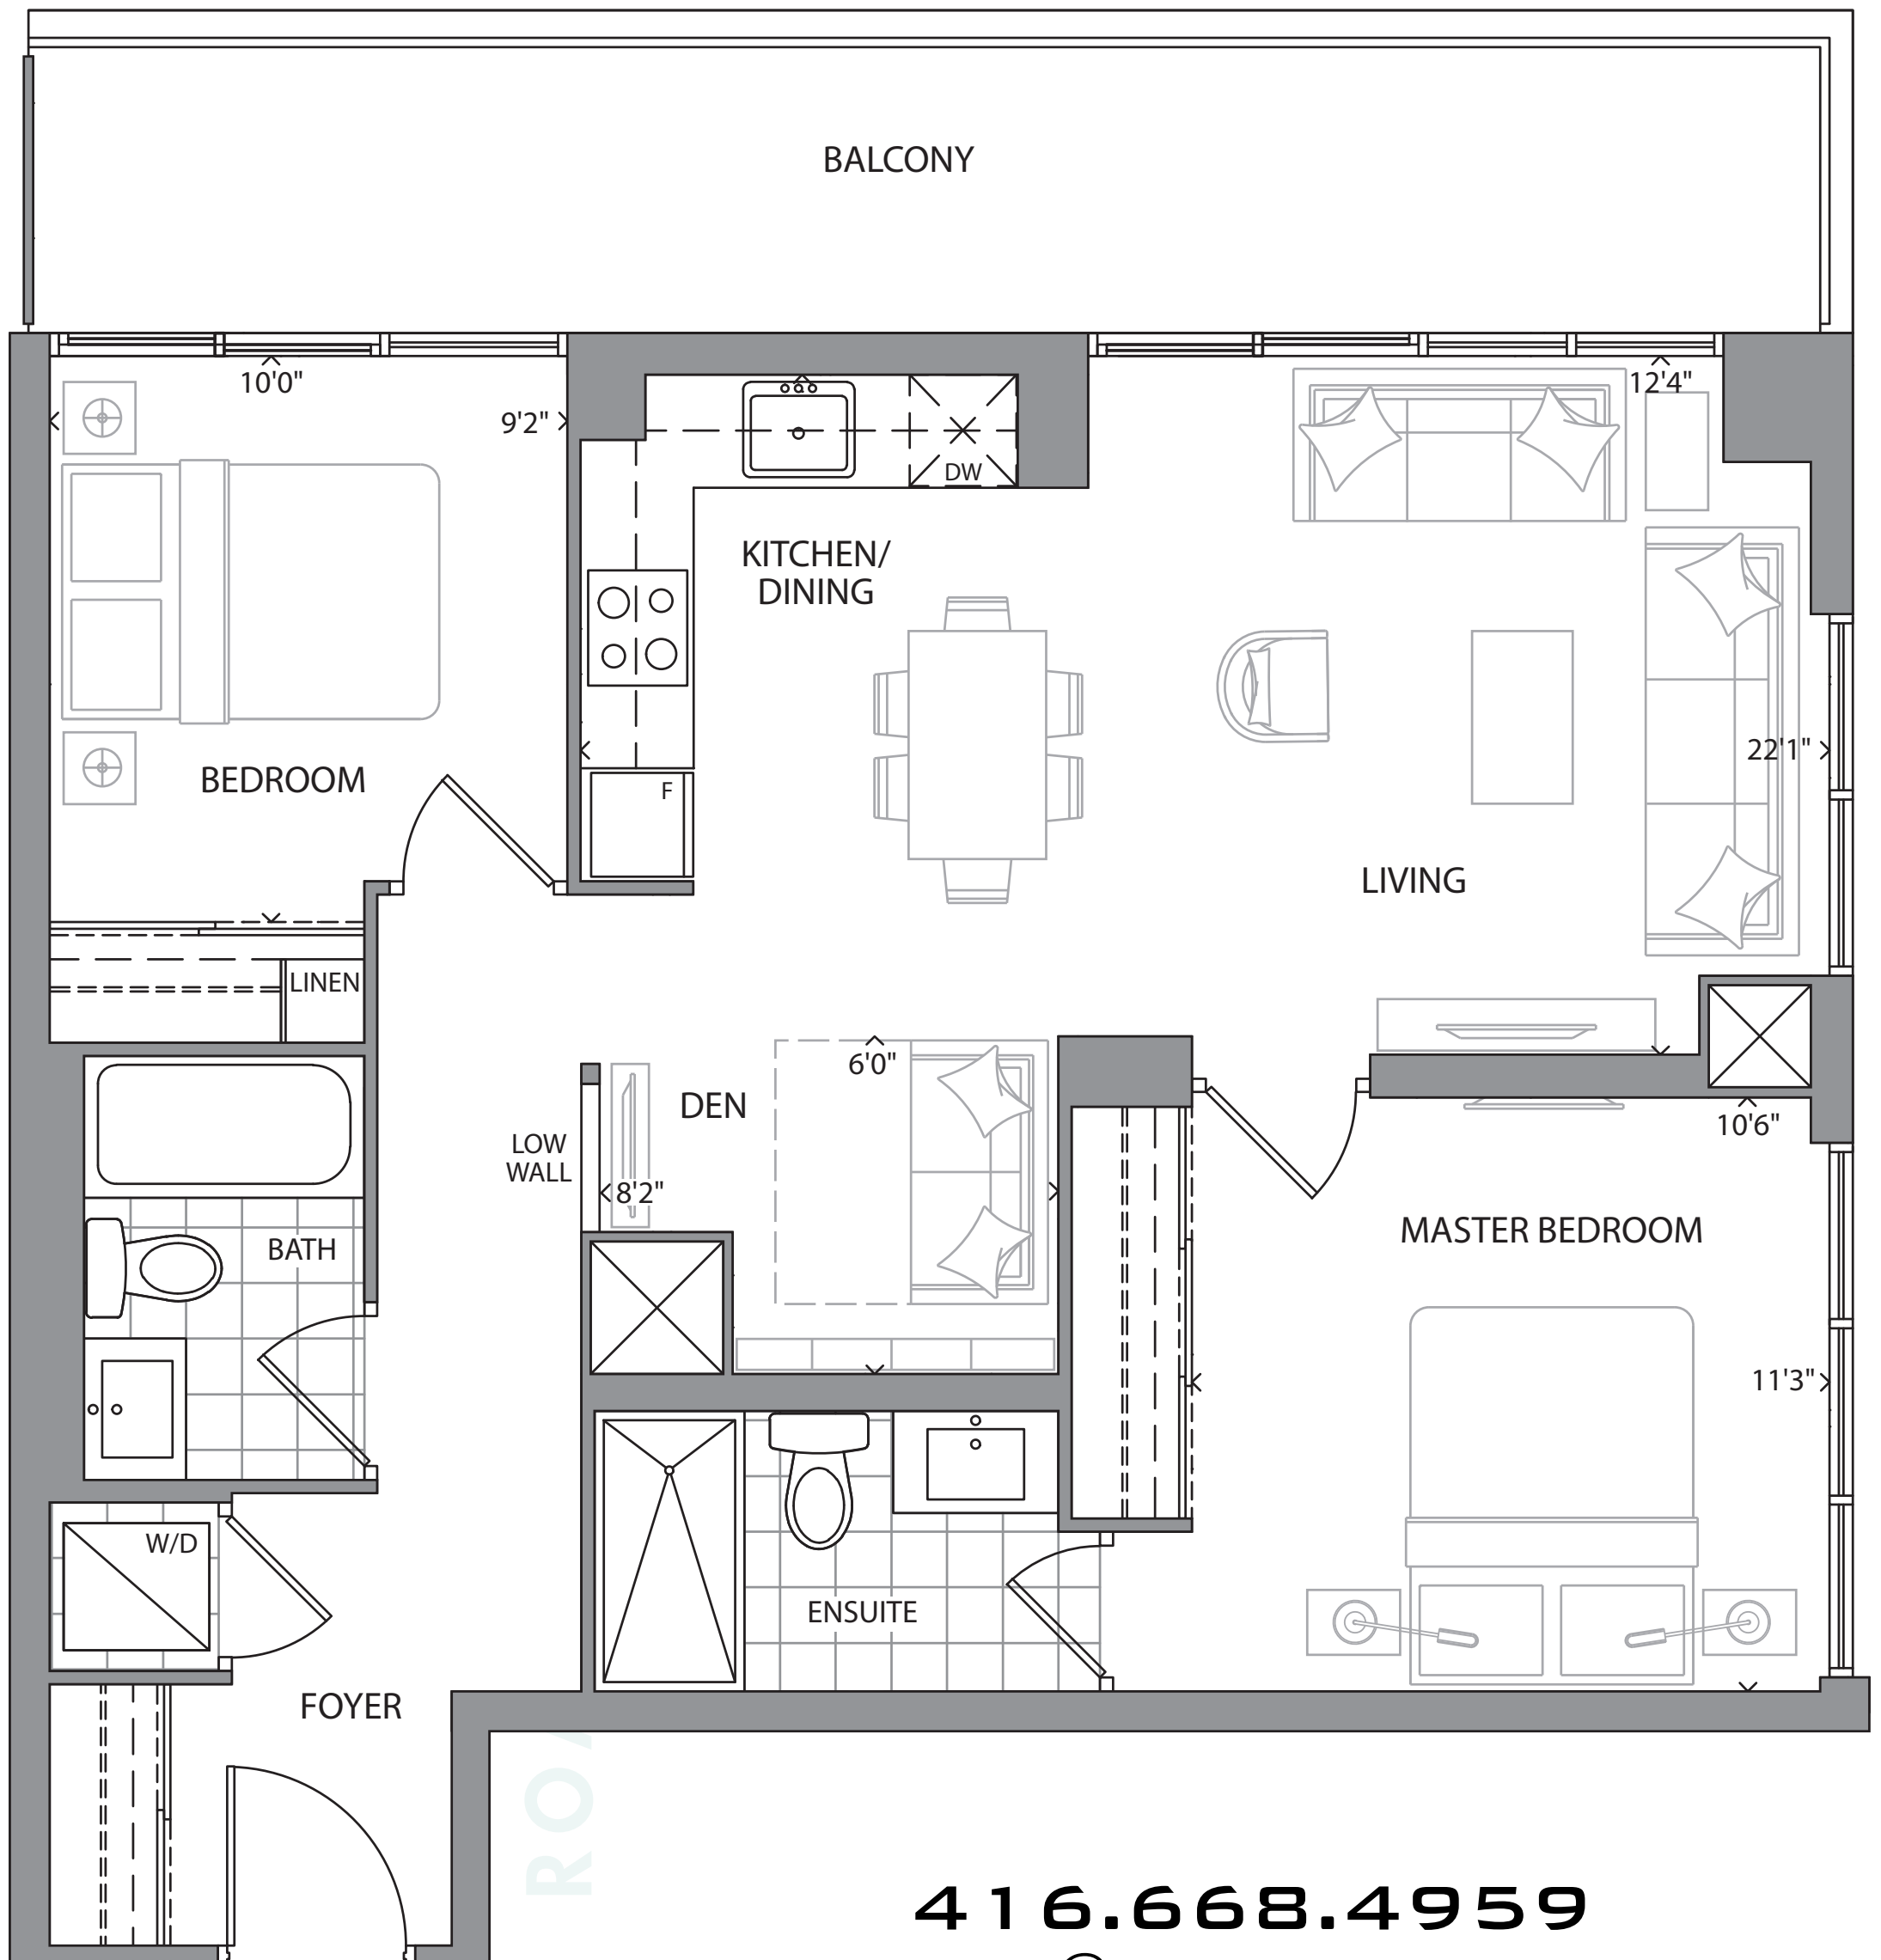 BALCONY
10'0"
12'4"
9'2"
DW
KITCHEN/
DINING
22'1"
BEDROOM
F
LIVING
LINEN
6'0"
DEN
10'6"
LOW
WALL
8'2"
MASTER BEDROOM
BATH
11'3"
W/D
ENSUITE
FOYER
416.668.4959